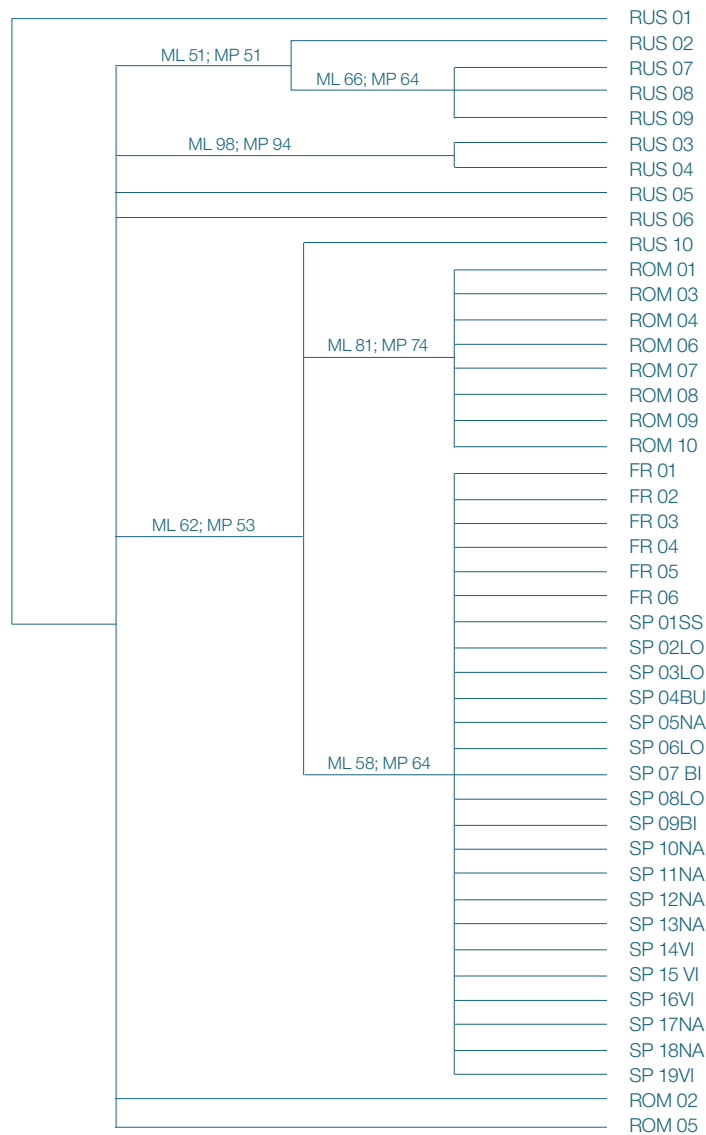 RUS 01
RUS 02
ML 51; MP 51
RUS 07
ML 66; MP 64
RUS 08
RUS 09
RUS 03
ML 98; MP 94
RUS 04
RUS 05
RUS 06
RUS 10
ROM 01
ROM 03
ROM 04
ML 81; MP 74
ROM 06
ROM 07
ROM 08
ROM 09
ROM 10
FR 01
FR 02
FR 03
ML 62; MP 53
FR 04
FR 05
FR 06
SP 01SS
SP 02LO
SP 03LO
SP 04BU
SP 05NA
SP 06LO
ML 58; MP 64
SP 07 BI
SP 08LO
SP 09BI
SP 10NA
SP 11NA
SP 12NA
SP 13NA
SP 14VI
SP 15 VI
SP 16VI
SP 17NA
SP 18NA
SP 19VI
ROM 02
ROM 05